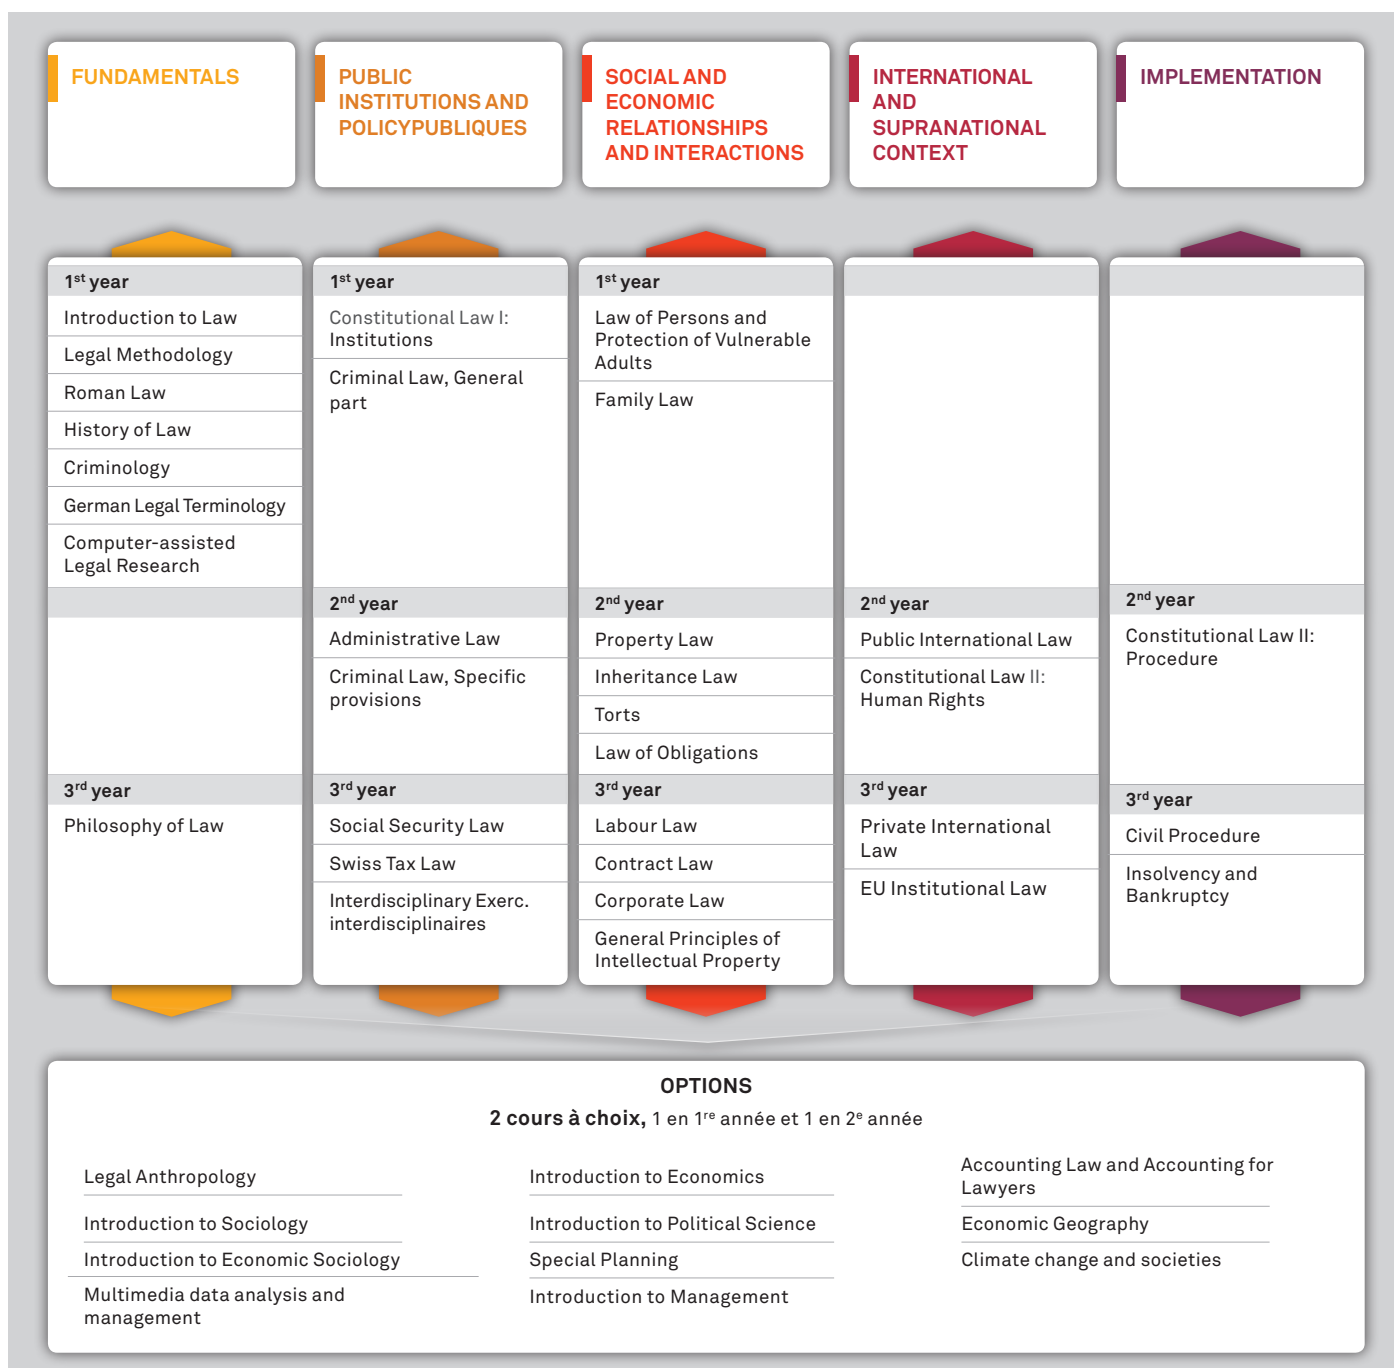 FUNDAMENTALS
PUBLIC
INSTITUTIONS AND
POLICYPUBLIQUES
SOCIAL AND
ECONOMIC
RELATIONSHIPS
AND INTERACTIONS
INTERNATIONAL
AND
SUPRANATIONAL
CONTEXT
IMPLEMENTATION
1st year
Introduction to Law
Legal Methodology
Roman Law
History of Law
Criminology
German Legal Terminology
Computer-assisted
Legal Research
3rd year
Philosophy of Law
1st year
Constitutional Law I:
Institutions
Criminal Law, General
part
2nd year
Administrative Law
Criminal Law, Specific
provisions
3rd year
Social Security Law
Swiss Tax Law
Interdisciplinary Exerc.
interdisciplinaires
1st year
Law of Persons and
Protection of Vulnerable
Adults
Family Law
2nd year
Property Law
Inheritance Law
Torts
Law of Obligations
3rd year
Labour Law
Contract Law
Corporate Law
General Principles of
Intellectual Property
2nd year
Public International Law
Constitutional Law II:
Human Rights
3rd year
Private International
Law
EU Institutional Law
2nd year
Constitutional Law II:
Procedure
3rd year
Civil Procedure
Insolvency and
Bankruptcy
OPTIONS
2 cours à choix, 1 en 1re année et 1 en 2e année
Legal Anthropology
Introduction to Sociology
Introduction to Economic Sociology
Multimedia data analysis and
management
Introduction to Economics
Introduction to Political Science
Special Planning
Introduction to Management
Accounting Law and Accounting for
Lawyers
Economic Geography
Climate change and societies